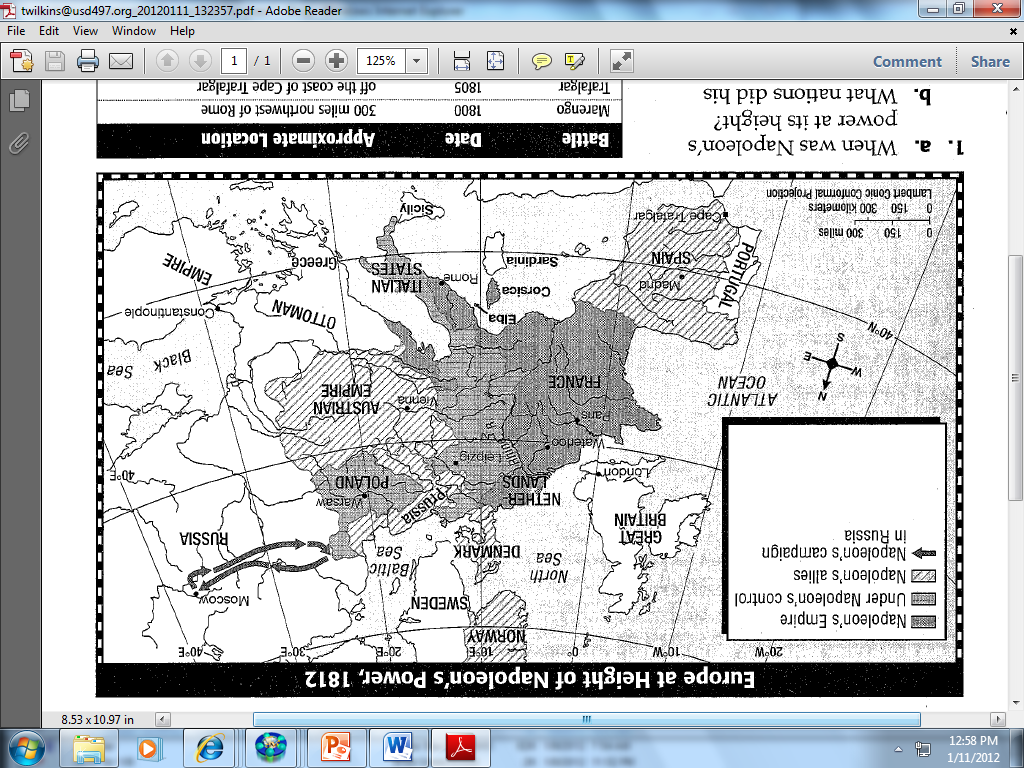 twilkins@usd497.org_20120111_132357.pdf - Adobe Reader
File Edit View Window Help
1 / 1 125% Comment Share
Europe at Height of Napoleon's Power, 1812
Napoleon's Empire
Under Napoleon's control
Napoleon's allies
Napoleon's campaign
in Russia
20°W
10°W
0°
10°E
20°E
30°E
40°E
NORWAY
SWEDEN
Moscow
North
Sea
DENMARK
Baltic
Sea
RUSSIA
GREAT
BRITAIN
London
NETHER-
LANDS
Prussia
Warsaw
POLAND
40°E
Waterloo
Leipzig
Paris
Vienna
ATLANTIC
OCEAN
N
W
E
S
FRANCE
AUSTRIAN
EMPIRE
Black
Sea
40°N
Elba
OTTOMAN
Constantinople
EMPIRE
PORTUGAL
Madrid
SPAIN
Corsica
Rome
ITALIAN
STATES
Sardinia
Greece
Cape Trafalgar
Sicily
0 150 300 miles
0 150 300 kilometers
Lambert Conic Conformal Projection
1. a. When was Napoleon's
power at its height?
b. What nations did his
Battle Date Approximate Location
Marengo 1800 300 miles northwest of Rome
Trafalgar 1805 off the coast of Cape Trafalgar
8.53 x 10.97 in
12:58 PM
1/11/2012